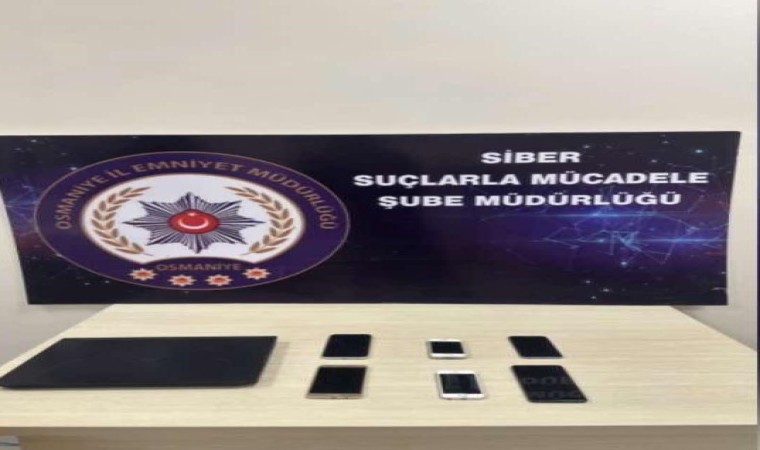 OSMANİYE İL EMNİYET MÜDÜRLÜĞÜ
OSMANİYE
SİBER
SUÇLARLA MÜCADELE
ŞUBE MÜDÜRLÜĞÜ